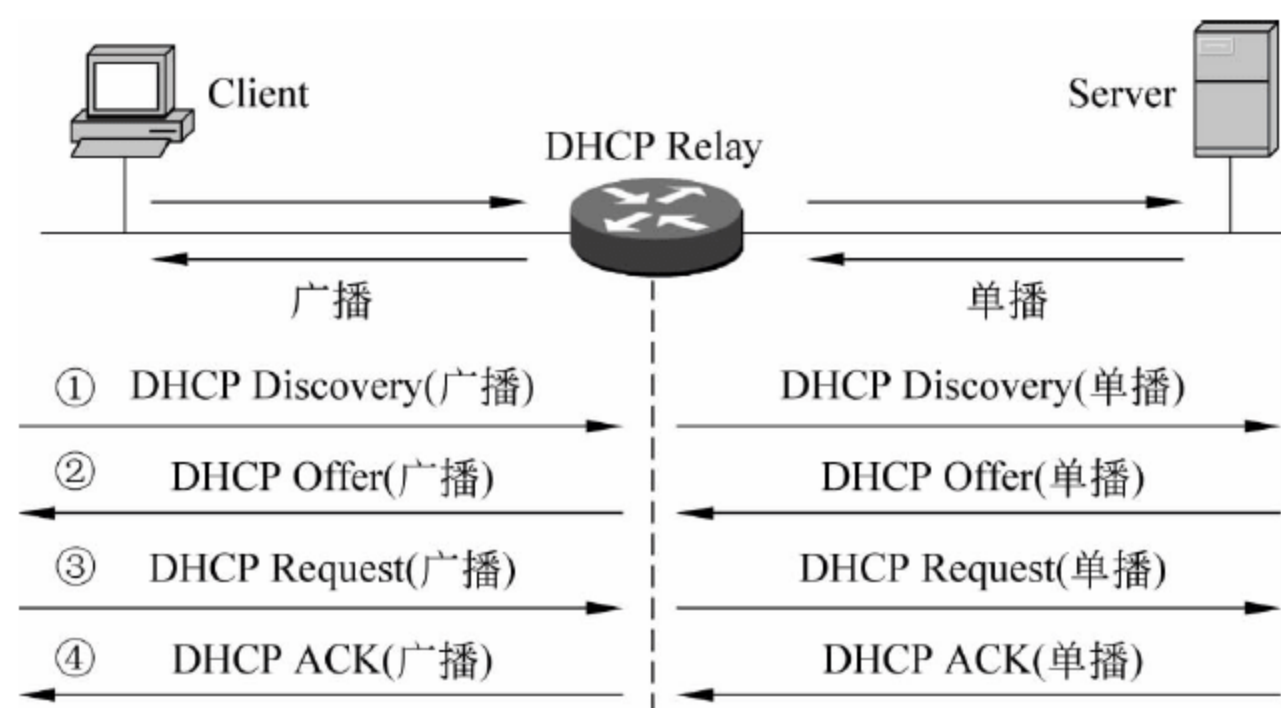 Client
Server
DHCP Relay
广播
单播
① DHCP Discovery(广播)
DHCP Discovery(单播)
② DHCP Offer(广播)
DHCP Offer(单播)
③ DHCP Request(广播)
DHCP Request(单播)
④ DHCP ACK(广播)
DHCP ACK(单播)